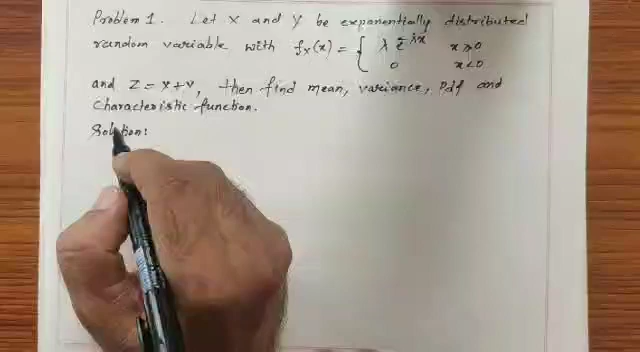 Problem 1. Let X and Y be exponentially distributed
random variable with fx(x) = { λ e^-λx x≥0
0 x<0
and Z = X+Y, then find mean, variance, pdf and
characteristic function.
Solution: